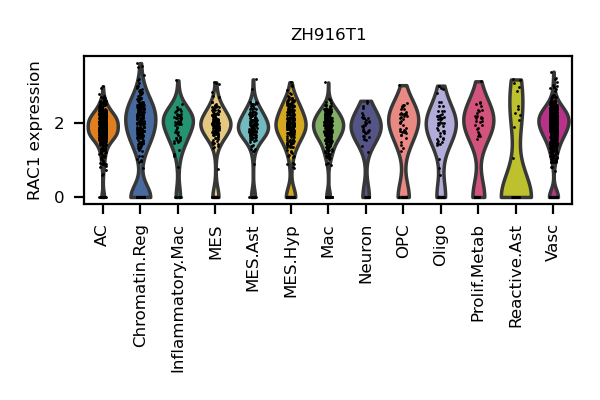 ZH916T1
RAC1 expression
2
0
AC
Chromatin.Reg
Inflammatory.Mac
MES
MES.Ast
MES.Hyp
Mac
Neuron
OPC
Oligo
Prolif.Metab
Reactive.Ast
Vasc